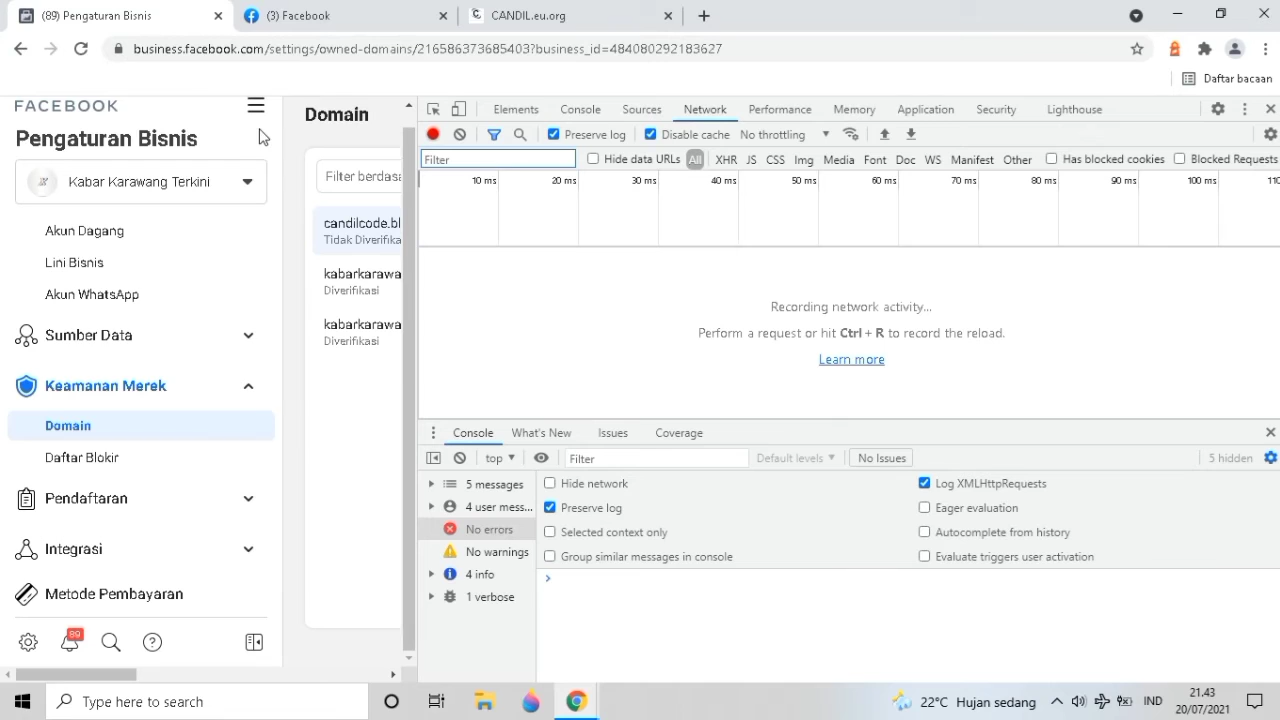 (89) Pengaturan Bisnis
(3) Facebook
CANDIL.eu.org
business.facebook.com/settings/owned-domains/216586373685403?business_id=484080292183627
Daftar bacaan
FACEBOOK
Pengaturan Bisnis
Kabar Karawang Terkini
Akun Dagang
Lini Bisnis
Akun WhatsApp
Sumber Data
Keamanan Merek
Domain
Daftar Blokir
Pendaftaran
Integrasi
Metode Pembayaran
89
Domain
Filter berdasa
candilcode.bl
Tidak Diverifika
kabarkarawa
Diverifikasi
kabarkarawa
Diverifikasi
Elements Console Sources Network Performance Memory Application Security Lighthouse
Preserve log Disable cache No throttling
Filter Hide data URLs All XHR JS CSS Img Media Font Doc WS Manifest Other Has blocked cookies Blocked Requests
10 ms 20 ms 30 ms 40 ms 50 ms 60 ms 70 ms 80 ms 90 ms 100 ms 110
Recording network activity...
Perform a request or hit Ctrl + R to record the reload.
Learn more
Console What's New Issues Coverage
top Filter Default levels No Issues 5 hidden
5 messages
4 user mess...
No errors
No warnings
4 info
1 verbose
Hide network Log XMLHttpRequests
Preserve log Eager evaluation
Selected context only Autocomplete from history
Group similar messages in console Evaluate triggers user activation
Type here to search
22°C Hujan sedang
IND
21.43
20/07/2021